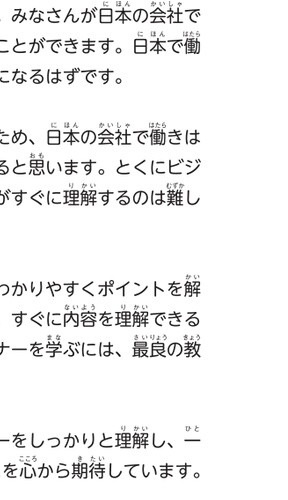 、みなさんが日本の会社で
ことができます。日本で働
になるはずです。
ため、日本の会社で働きは
ると思います。とくにビジ
がすぐに理解するのは難し
わかりやすくポイントを解
、すぐに内容を理解できる
ナーを学ぶには、最良の教
ーをしっかりと理解し、一
を心から期待しています。